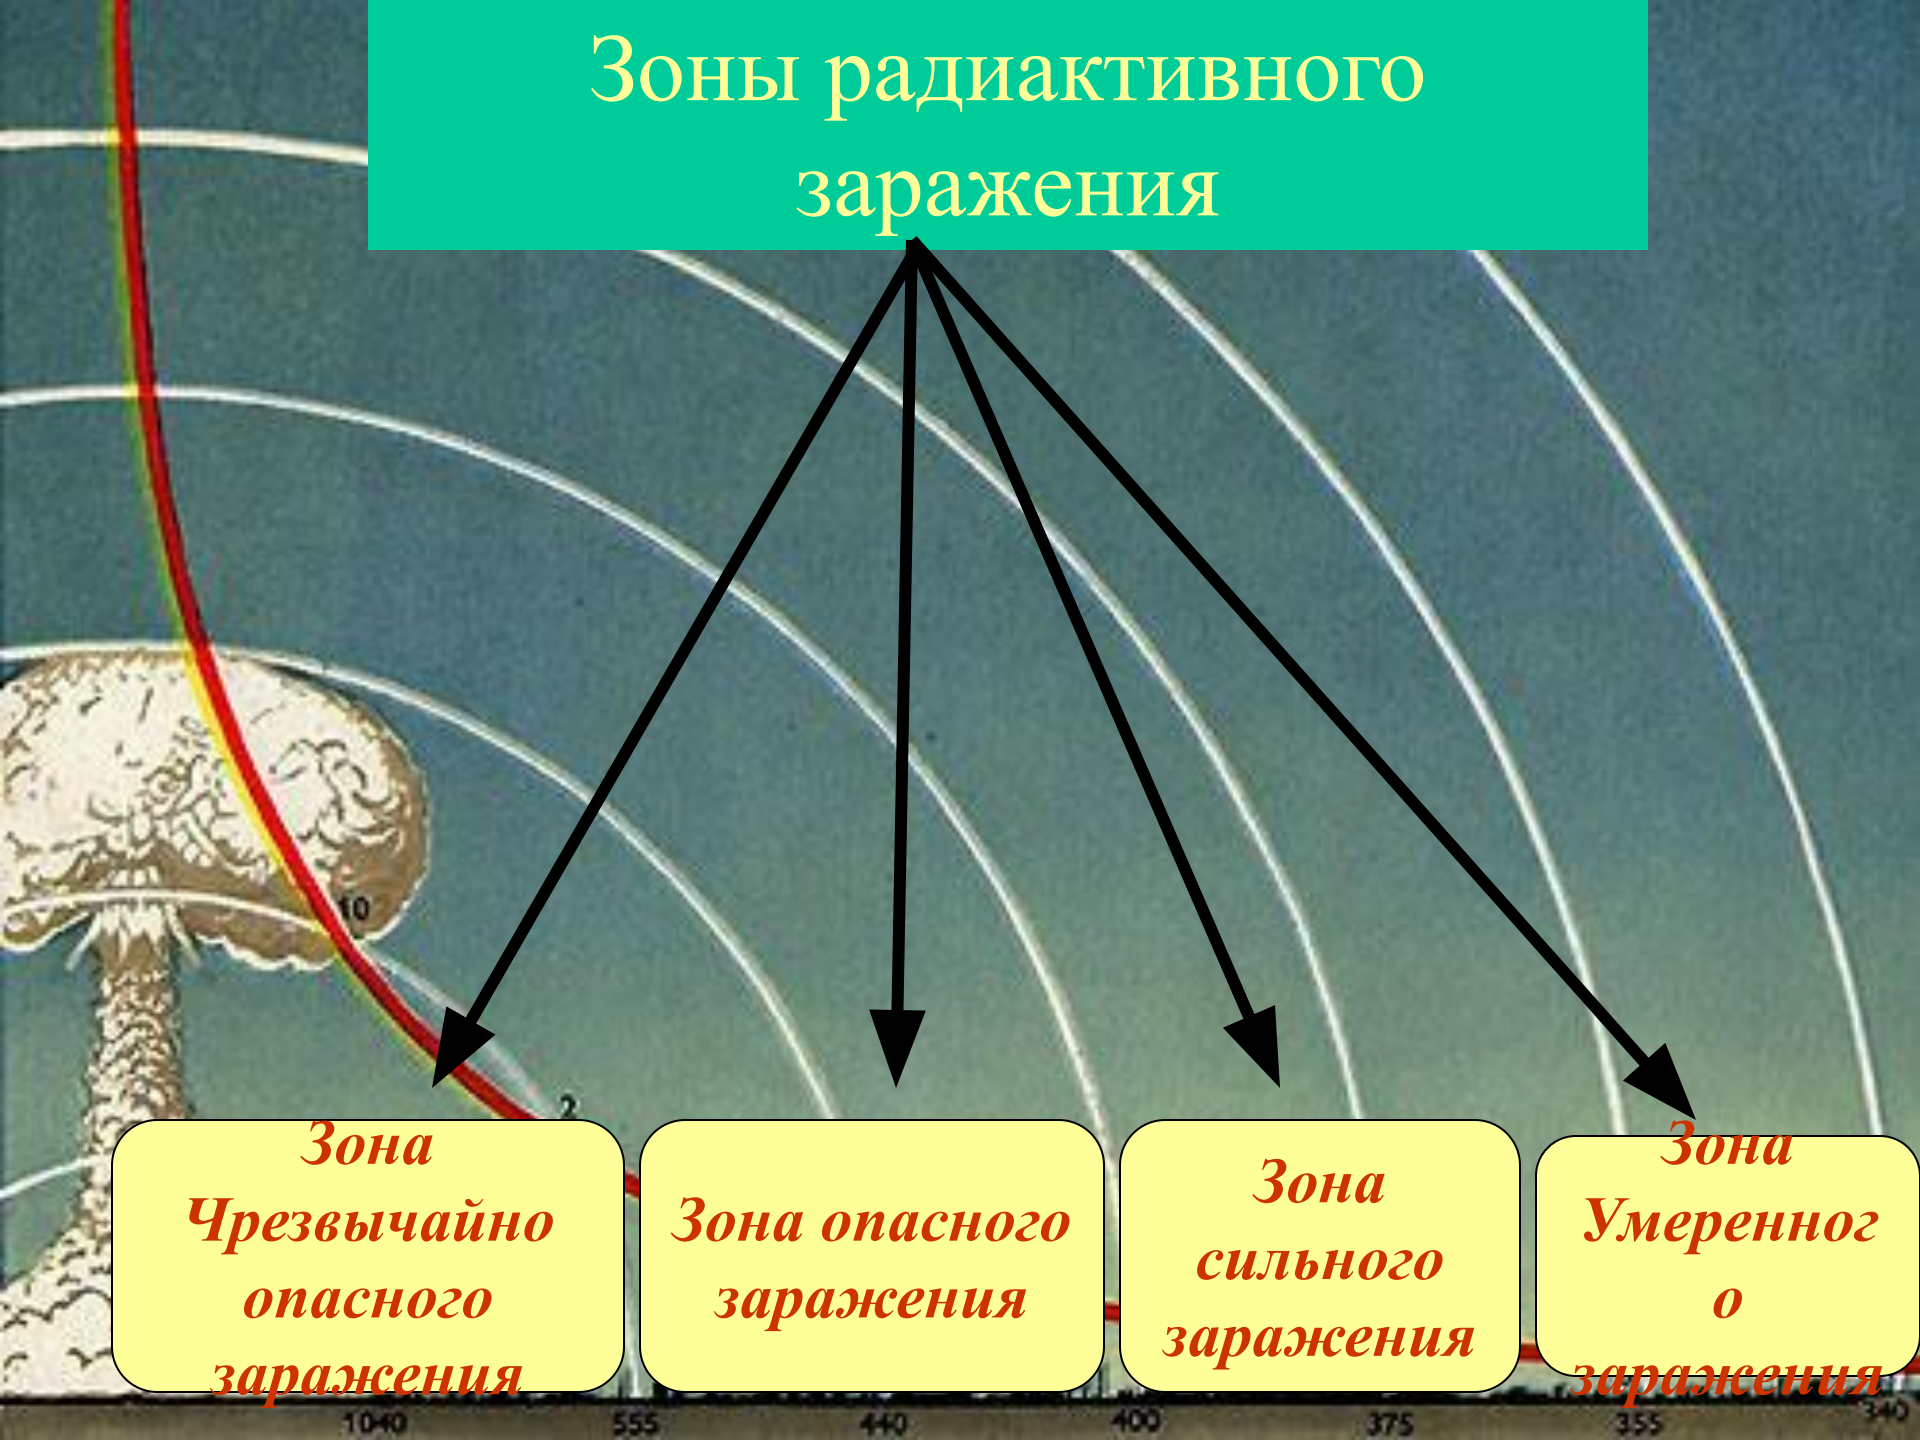 Зоны радиактивного
заражения
10
2
Зона
Чрезвычайно
опасного
заражения
Зона опасного
заражения
Зона
сильного
заражения
Зона
Умеренног
о
заражения
1040 555 440 400 375 355 340